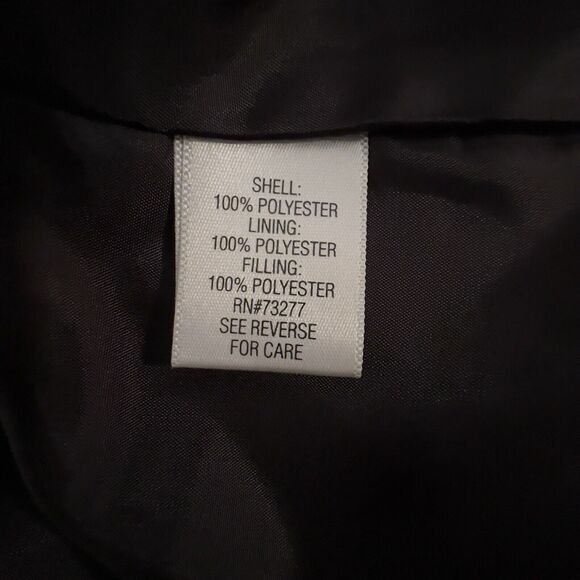 SHELL:
100% POLYESTER
LINING:
100% POLYESTER
FILLING:
100% POLYESTER
RN#73277
SEE REVERSE
FOR CARE